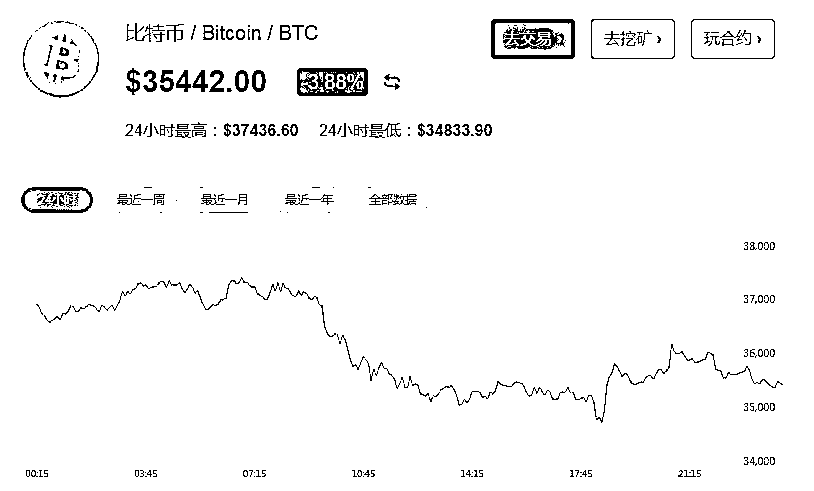 比特币 / Bitcoin / BTC
去交易 去挖矿 › 玩合约 ›
$35442.00 3.88%
24小时最高：$37436.60 24小时最低：$34833.90
24小时 最近一周 最近一月 最近一年 全部数据
38,000
37,000
36,000
35,000
34,000
00:15 03:45 07:15 10:45 14:15 17:45 21:15